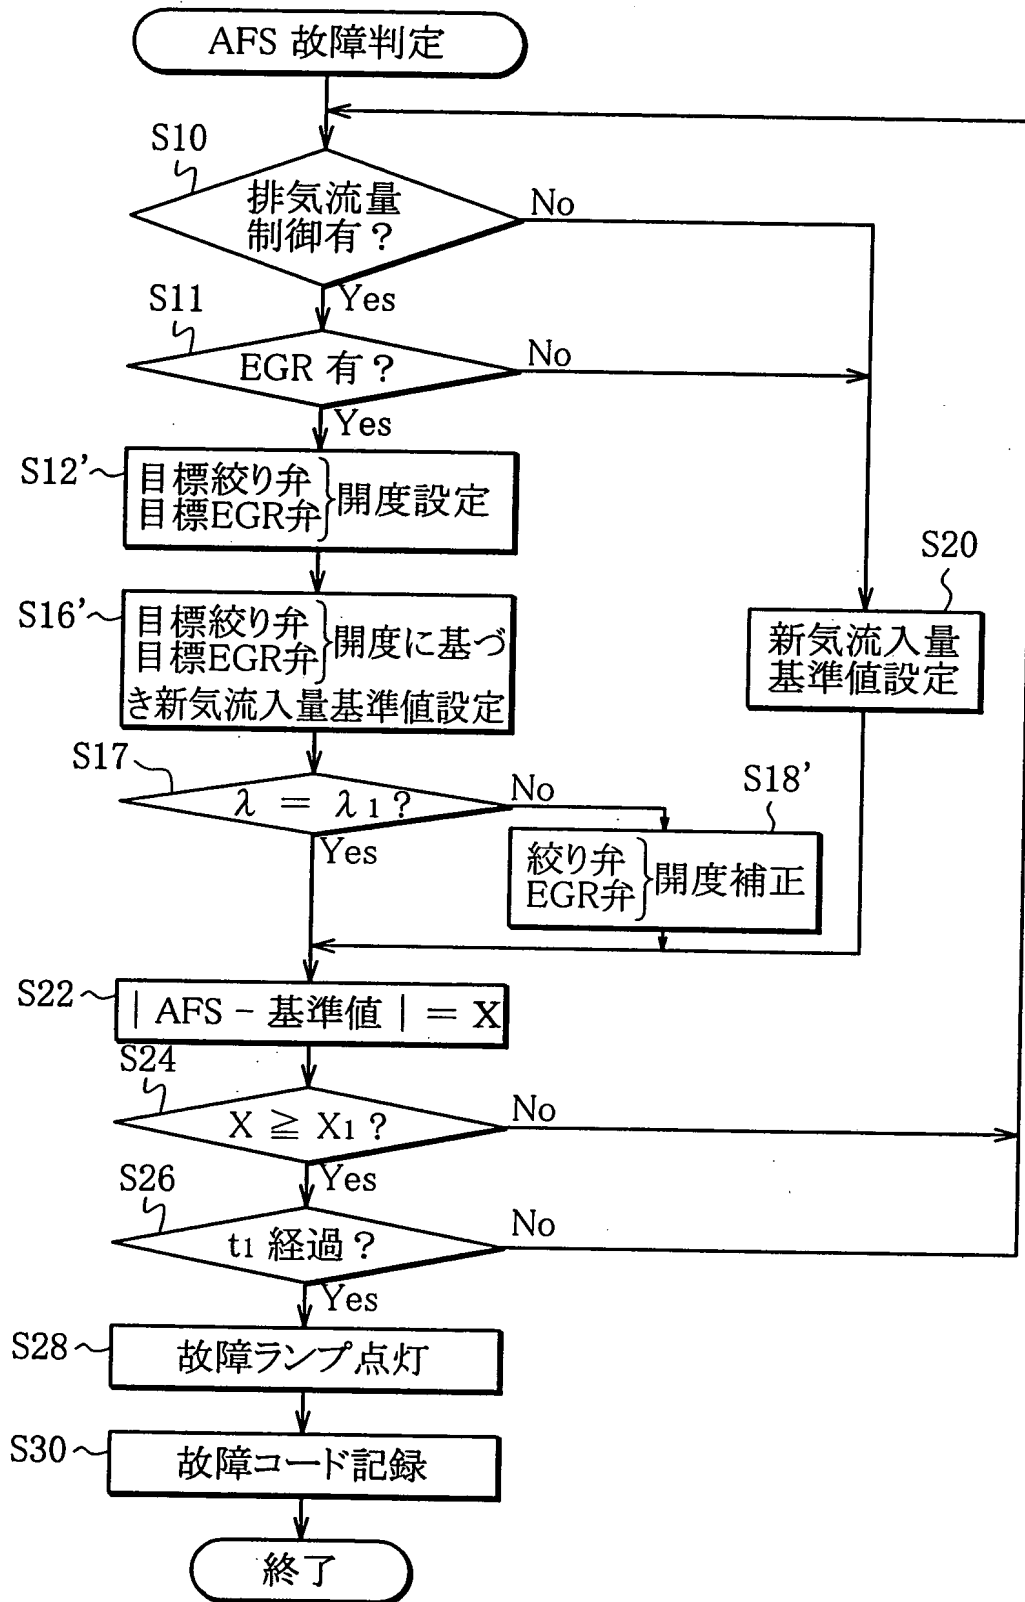 AFS 故障判定
S10
排気流量
制御有？
No
Yes
S11
EGR 有？
No
Yes
S12’
目標絞り弁
目標EGR弁
開度設定
S16’
目標絞り弁
目標EGR弁
開度に基づ
き新気流入量基準値設定
S20
新気流入量
基準値設定
S17
λ = λ1？
No
Yes
S18’
絞り弁
EGR弁
開度補正
S22
| AFS - 基準値 | = X
S24
X ≧ X1？
No
Yes
S26
t1 経過？
No
Yes
S28
故障ランプ点灯
S30
故障コード記録
終了